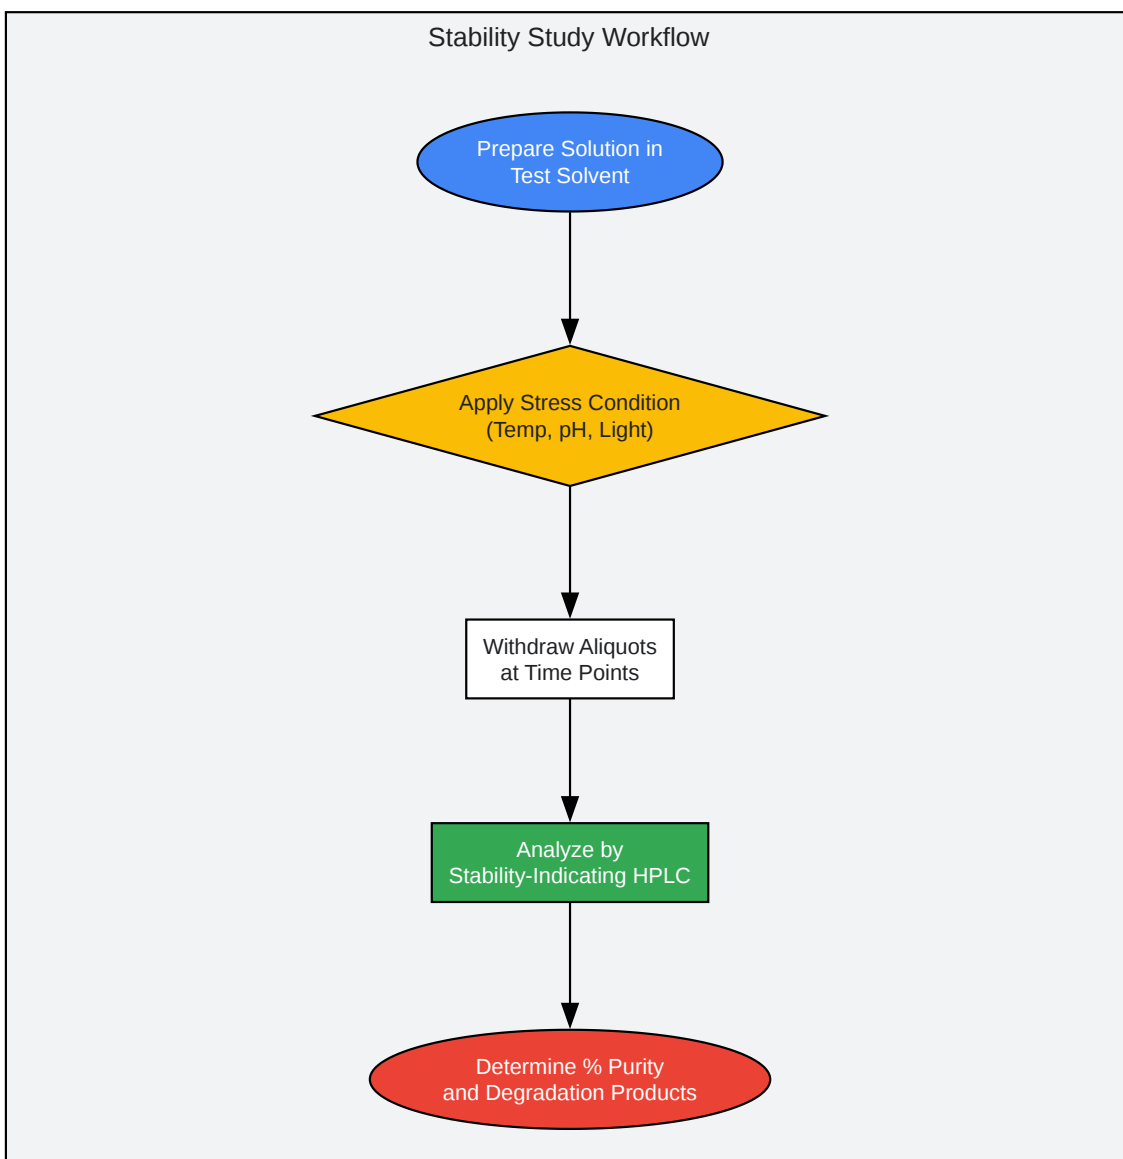 Stability Study Workflow
Prepare Solution in
Test Solvent
Apply Stress Condition
(Temp, pH, Light)
Withdraw Aliquots
at Time Points
Analyze by
Stability-Indicating HPLC
Determine % Purity
and Degradation Products